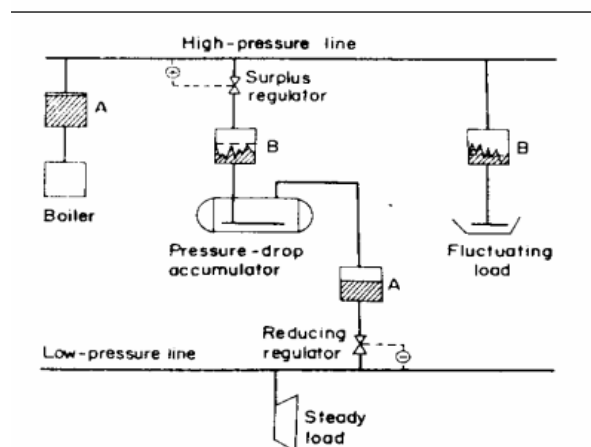 High-pressure line
Surplus
regulator
A
B
B
Boiler
Pressure-drop
accumulator
Fluctuating
load
A
Reducing
regulator
Low-pressure line
Steady
load